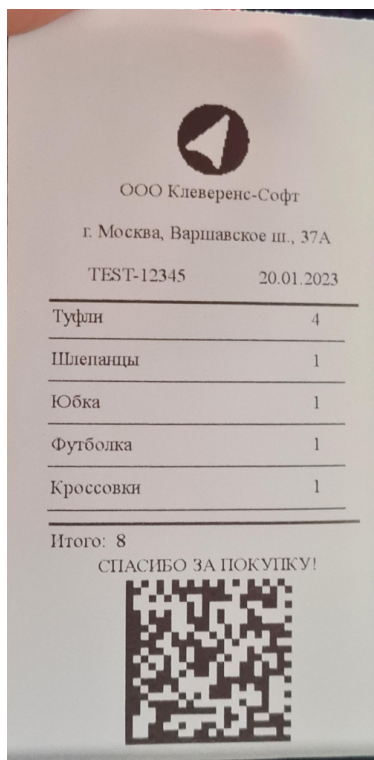 ООО Клеверенс-Софт
г. Москва, Варшавское ш., 37А
TEST-12345 20.01.2023
Туфли 4
Шлепанцы 1
Юбка 1
Футболка 1
Кроссовки 1
Итого: 8
СПАСИБО ЗА ПОКУПКУ!